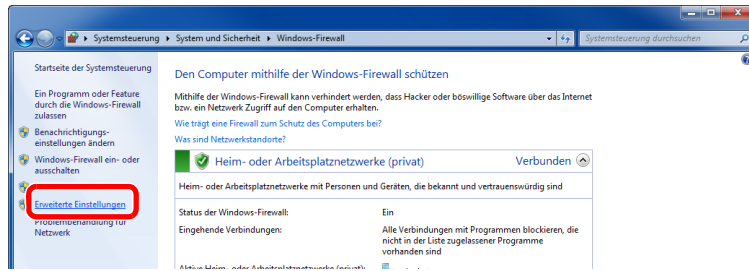 Systemsteuerung ▸ System und Sicherheit ▸ Windows-Firewall
Systemsteuerung durchsuchen
Startseite der Systemsteuerung
Ein Programm oder Feature
durch die Windows-Firewall
zulassen
Benachrichtigungs-
einstellungen ändern
Windows-Firewall ein- oder
ausschalten
Erweiterte Einstellungen
Problembehandlung für
Netzwerk
Den Computer mithilfe der Windows-Firewall schützen
Mithilfe der Windows-Firewall kann verhindert werden, dass Hacker oder böswillige Software über das Internet
bzw. ein Netzwerk Zugriff auf den Computer erhalten.
Wie trägt eine Firewall zum Schutz des Computers bei?
Was sind Netzwerkstandorte?
Heim- oder Arbeitsplatznetzwerke (privat) Verbunden
Heim- oder Arbeitsplatznetzwerke mit Personen und Geräten, die bekannt und vertrauenswürdig sind
Status der Windows-Firewall: Ein
Eingehende Verbindungen: Alle Verbindungen mit Programmen blockieren, die
nicht in der Liste zugelassener Programme
vorhanden sind
Aktive Heim- oder Arbeitsplatznetzwerke (privat):